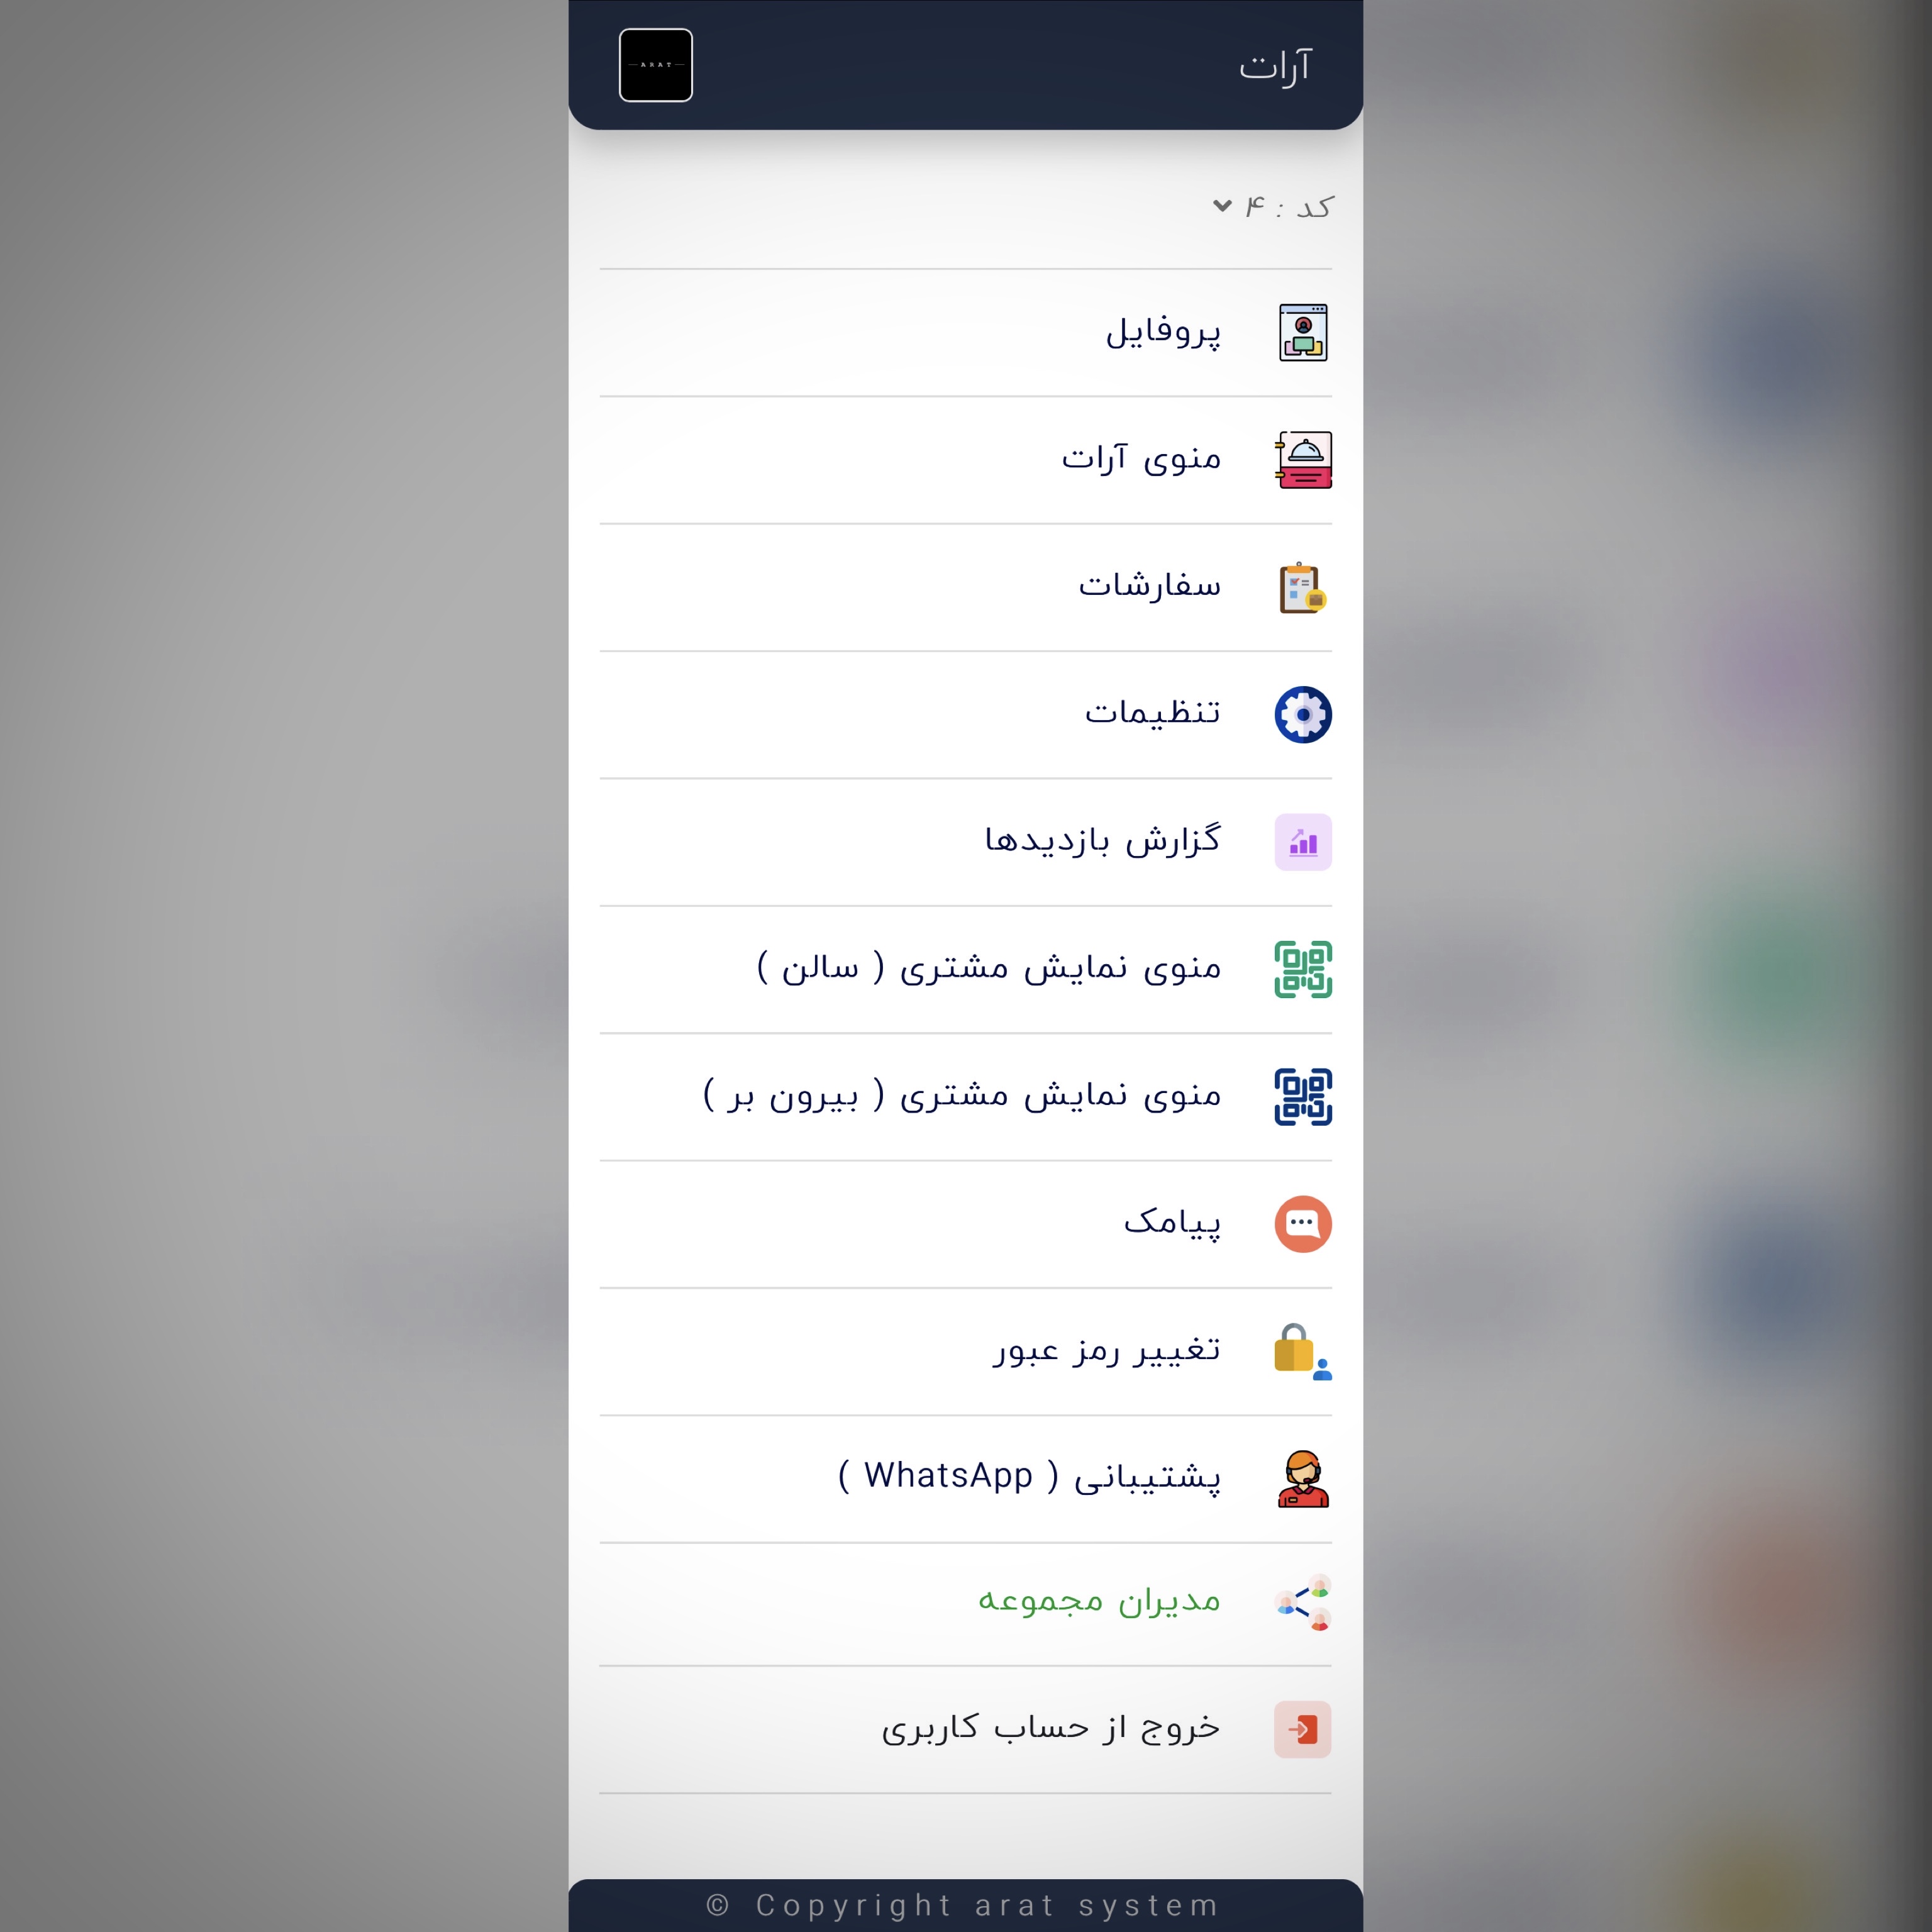 آرات
ARAT
کد : ۴
پروفایل
منوی آرات
سفارشات
تنظیمات
گزارش بازدیدها
منوی نمایش مشتری ( سالن )
منوی نمایش مشتری ( بیرون بر )
پیامک
تغییر رمز عبور
پشتیبانی ( WhatsApp )
مدیران مجموعه
خروج از حساب کاربری
© Copyright arat system